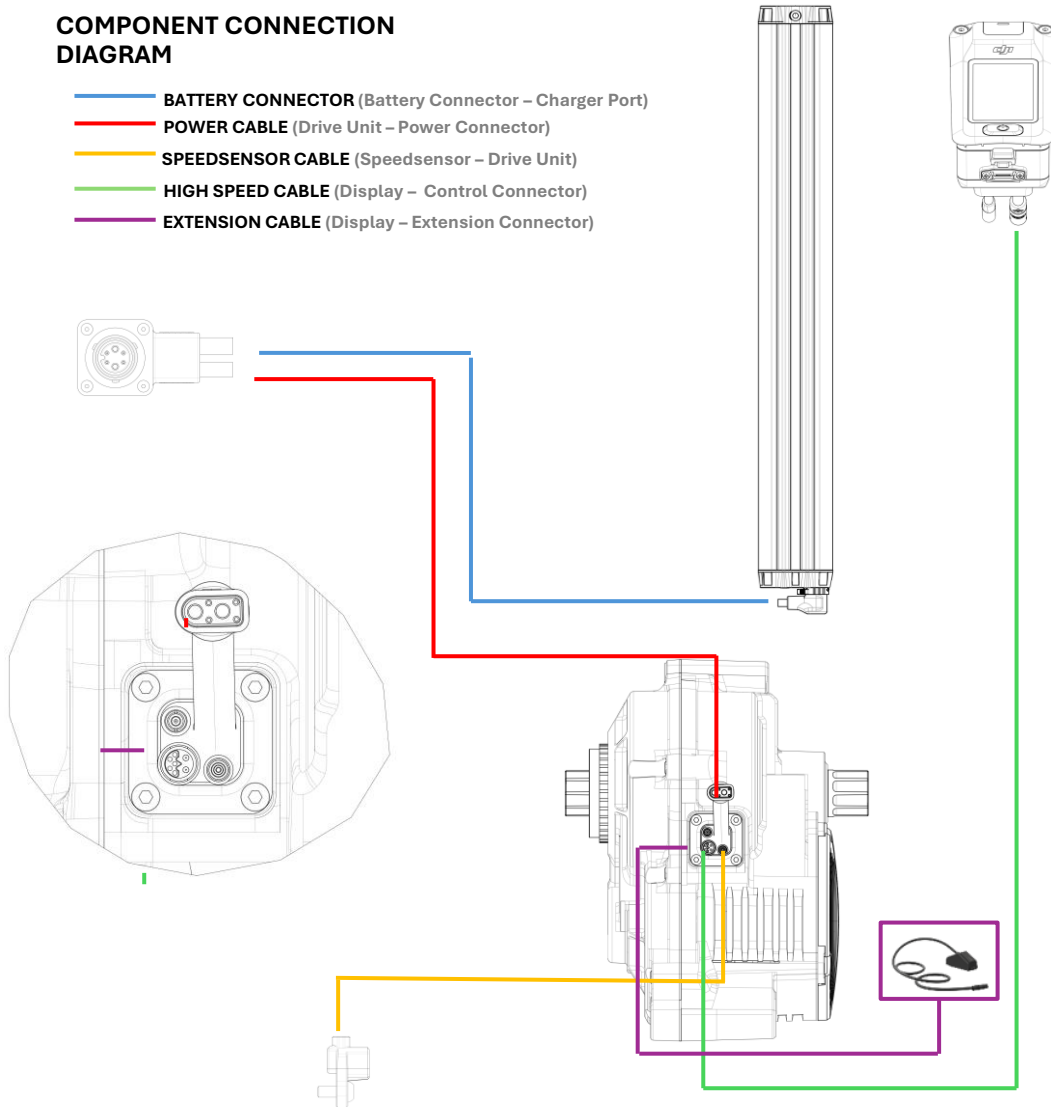 COMPONENT CONNECTION
DIAGRAM
BATTERY CONNECTOR (Battery Connector – Charger Port)
POWER CABLE (Drive Unit – Power Connector)
SPEEDSENSOR CABLE (Speedsensor – Drive Unit)
HIGH SPEED CABLE (Display – Control Connector)
EXTENSION CABLE (Display – Extension Connector)
dji